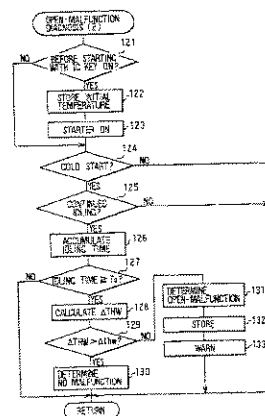 OPEN-MALFUNCTION
DIAGNOSIS (2)
121
NO
BEFORE STARTING
WITH IG KEY ON?
YES
122
STORE INITIAL
TEMPERATURE
123
STARTER ON
124
COLD START?
NO
YES
125
CONTINUED
IDLING?
NO
YES
ACCUMULATE
IDLING TIME
126
127
IDLING TIME ≥ Ta?
NO
YES
128
CALCULATE ΔTHW
129
ΔTHW > ΔThw?
NO
YES
DETERMINE
NO MALFUNCTION
130
DETERMINE
OPEN-MALFUNCTION
131
STORE
132
WARN
133
RETURN